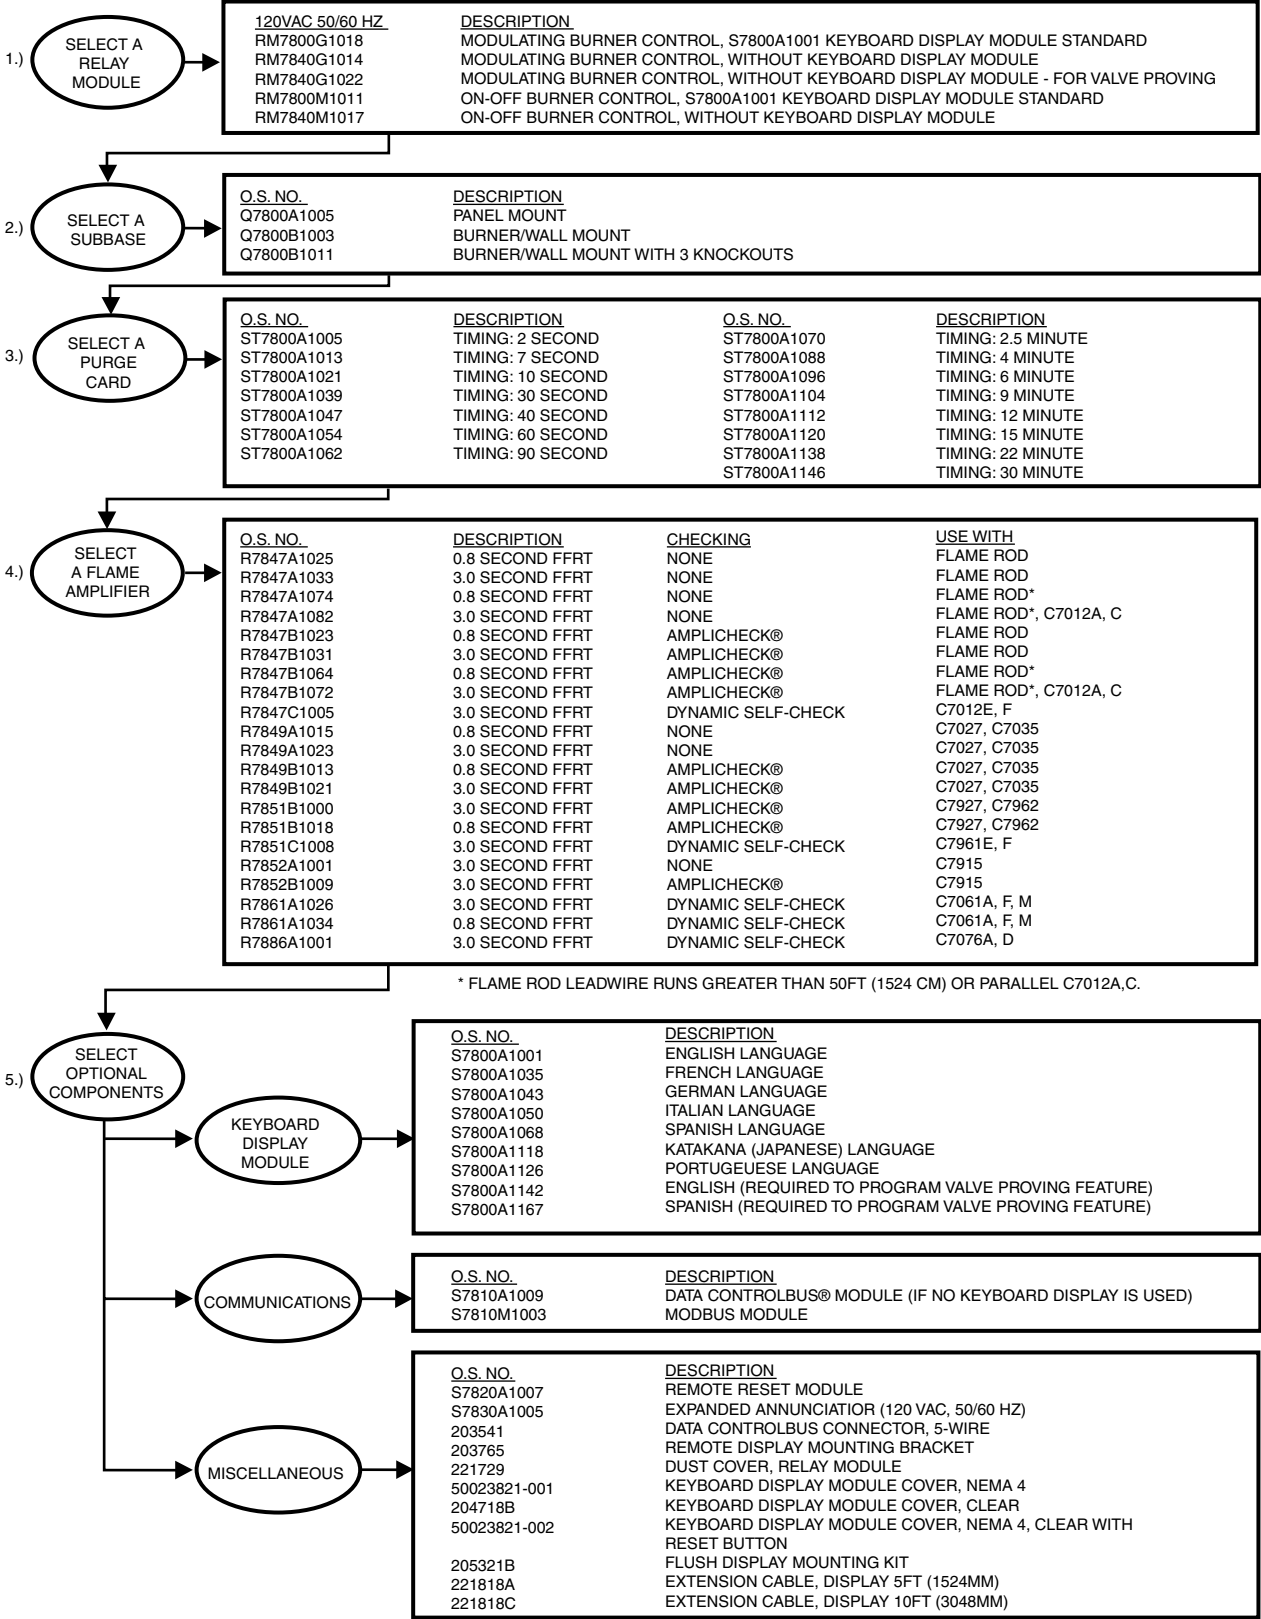 1.)
SELECT A
RELAY
MODULE
120VAC 50/60 HZ DESCRIPTION
RM7800G1018 MODULATING BURNER CONTROL, S7800A1001 KEYBOARD DISPLAY MODULE STANDARD
RM7840G1014 MODULATING BURNER CONTROL, WITHOUT KEYBOARD DISPLAY MODULE
RM7840G1022 MODULATING BURNER CONTROL, WITHOUT KEYBOARD DISPLAY MODULE - FOR VALVE PROVING
RM7800M1011 ON-OFF BURNER CONTROL, S7800A1001 KEYBOARD DISPLAY MODULE STANDARD
RM7840M1017 ON-OFF BURNER CONTROL, WITHOUT KEYBOARD DISPLAY MODULE
2.)
SELECT A
SUBBASE
O.S. NO. DESCRIPTION
Q7800A1005 PANEL MOUNT
Q7800B1003 BURNER/WALL MOUNT
Q7800B1011 BURNER/WALL MOUNT WITH 3 KNOCKOUTS
3.)
SELECT A
PURGE
CARD
O.S. NO. DESCRIPTION O.S. NO. DESCRIPTION
ST7800A1005 TIMING: 2 SECOND ST7800A1070 TIMING: 2.5 MINUTE
ST7800A1013 TIMING: 7 SECOND ST7800A1088 TIMING: 4 MINUTE
ST7800A1021 TIMING: 10 SECOND ST7800A1096 TIMING: 6 MINUTE
ST7800A1039 TIMING: 30 SECOND ST7800A1104 TIMING: 9 MINUTE
ST7800A1047 TIMING: 40 SECOND ST7800A1112 TIMING: 12 MINUTE
ST7800A1054 TIMING: 60 SECOND ST7800A1120 TIMING: 15 MINUTE
ST7800A1062 TIMING: 90 SECOND ST7800A1138 TIMING: 22 MINUTE
ST7800A1146 TIMING: 30 MINUTE
4.)
SELECT
A FLAME
AMPLIFIER
O.S. NO. DESCRIPTION CHECKING USE WITH
R7847A1025 0.8 SECOND FFRT NONE FLAME ROD
R7847A1033 3.0 SECOND FFRT NONE FLAME ROD
R7847A1074 0.8 SECOND FFRT NONE FLAME ROD*
R7847A1082 3.0 SECOND FFRT NONE FLAME ROD*, C7012A, C
R7847B1023 0.8 SECOND FFRT AMPLICHECK® FLAME ROD
R7847B1031 3.0 SECOND FFRT AMPLICHECK® FLAME ROD
R7847B1064 0.8 SECOND FFRT AMPLICHECK® FLAME ROD*
R7847B1072 3.0 SECOND FFRT AMPLICHECK® FLAME ROD*, C7012A, C
R7847C1005 3.0 SECOND FFRT DYNAMIC SELF-CHECK C7012E, F
R7849A1015 0.8 SECOND FFRT NONE C7027, C7035
R7849A1023 3.0 SECOND FFRT NONE C7027, C7035
R7849B1013 0.8 SECOND FFRT AMPLICHECK® C7027, C7035
R7849B1021 3.0 SECOND FFRT AMPLICHECK® C7027, C7035
R7851B1000 3.0 SECOND FFRT AMPLICHECK® C7927, C7962
R7851B1018 0.8 SECOND FFRT AMPLICHECK® C7927, C7962
R7851C1008 3.0 SECOND FFRT DYNAMIC SELF-CHECK C7961E, F
R7852A1001 3.0 SECOND FFRT NONE C7915
R7852B1009 3.0 SECOND FFRT AMPLICHECK® C7915
R7861A1026 3.0 SECOND FFRT DYNAMIC SELF-CHECK C7061A, F, M
R7861A1034 0.8 SECOND FFRT DYNAMIC SELF-CHECK C7061A, F, M
R7886A1001 3.0 SECOND FFRT DYNAMIC SELF-CHECK C7076A, D
* FLAME ROD LEADWIRE RUNS GREATER THAN 50FT (1524 CM) OR PARALLEL C7012A,C.
5.)
SELECT
OPTIONAL
COMPONENTS
KEYBOARD
DISPLAY
MODULE
O.S. NO. DESCRIPTION
S7800A1001 ENGLISH LANGUAGE
S7800A1035 FRENCH LANGUAGE
S7800A1043 GERMAN LANGUAGE
S7800A1050 ITALIAN LANGUAGE
S7800A1068 SPANISH LANGUAGE
S7800A1118 KATAKANA (JAPANESE) LANGUAGE
S7800A1126 PORTUGEUESE LANGUAGE
S7800A1142 ENGLISH (REQUIRED TO PROGRAM VALVE PROVING FEATURE)
S7800A1167 SPANISH (REQUIRED TO PROGRAM VALVE PROVING FEATURE)
COMMUNICATIONS
O.S. NO. DESCRIPTION
S7810A1009 DATA CONTROLBUS® MODULE (IF NO KEYBOARD DISPLAY IS USED)
S7810M1003 MODBUS MODULE
MISCELLANEOUS
O.S. NO. DESCRIPTION
S7820A1007 REMOTE RESET MODULE
S7830A1005 EXPANDED ANNUNCIATIOR (120 VAC, 50/60 HZ)
203541 DATA CONTROLBUS CONNECTOR, 5-WIRE
203765 REMOTE DISPLAY MOUNTING BRACKET
221729 DUST COVER, RELAY MODULE
50023821-001 KEYBOARD DISPLAY MODULE COVER, NEMA 4
204718B KEYBOARD DISPLAY MODULE COVER, CLEAR
50023821-002 KEYBOARD DISPLAY MODULE COVER, NEMA 4, CLEAR WITH
RESET BUTTON
205321B FLUSH DISPLAY MOUNTING KIT
221818A EXTENSION CABLE, DISPLAY 5FT (1524MM)
221818C EXTENSION CABLE, DISPLAY 10FT (3048MM)